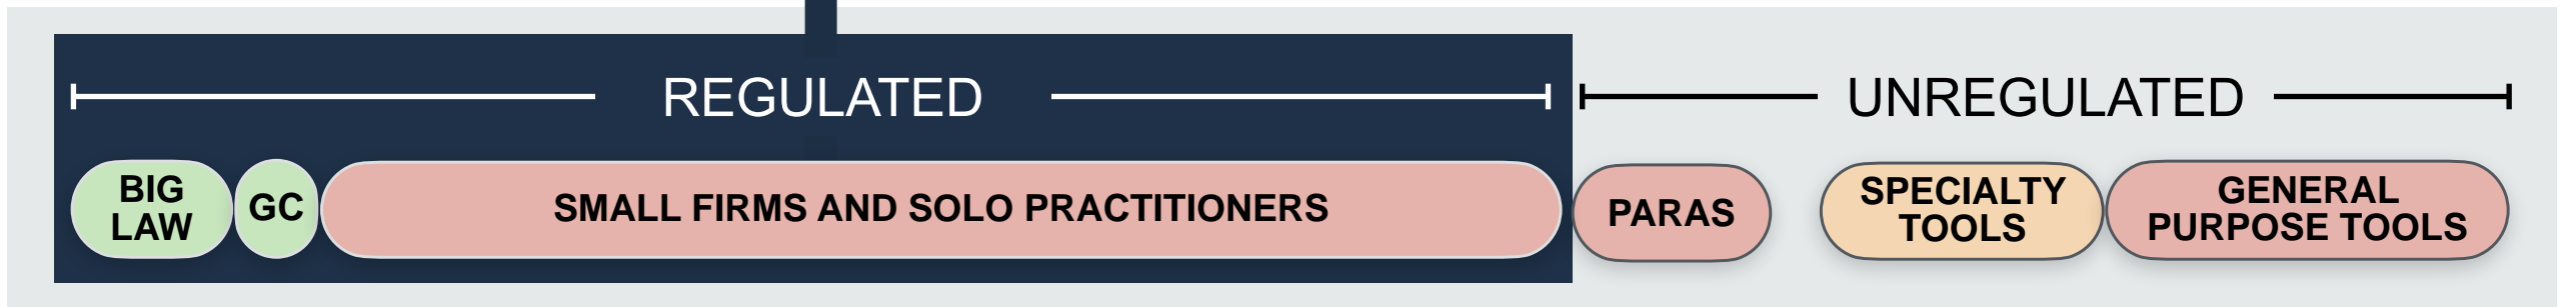 REGULATED
UNREGULATED
BIG
LAW
GC
SMALL FIRMS AND SOLO PRACTITIONERS
PARAS
SPECIALTY
TOOLS
GENERAL
PURPOSE TOOLS